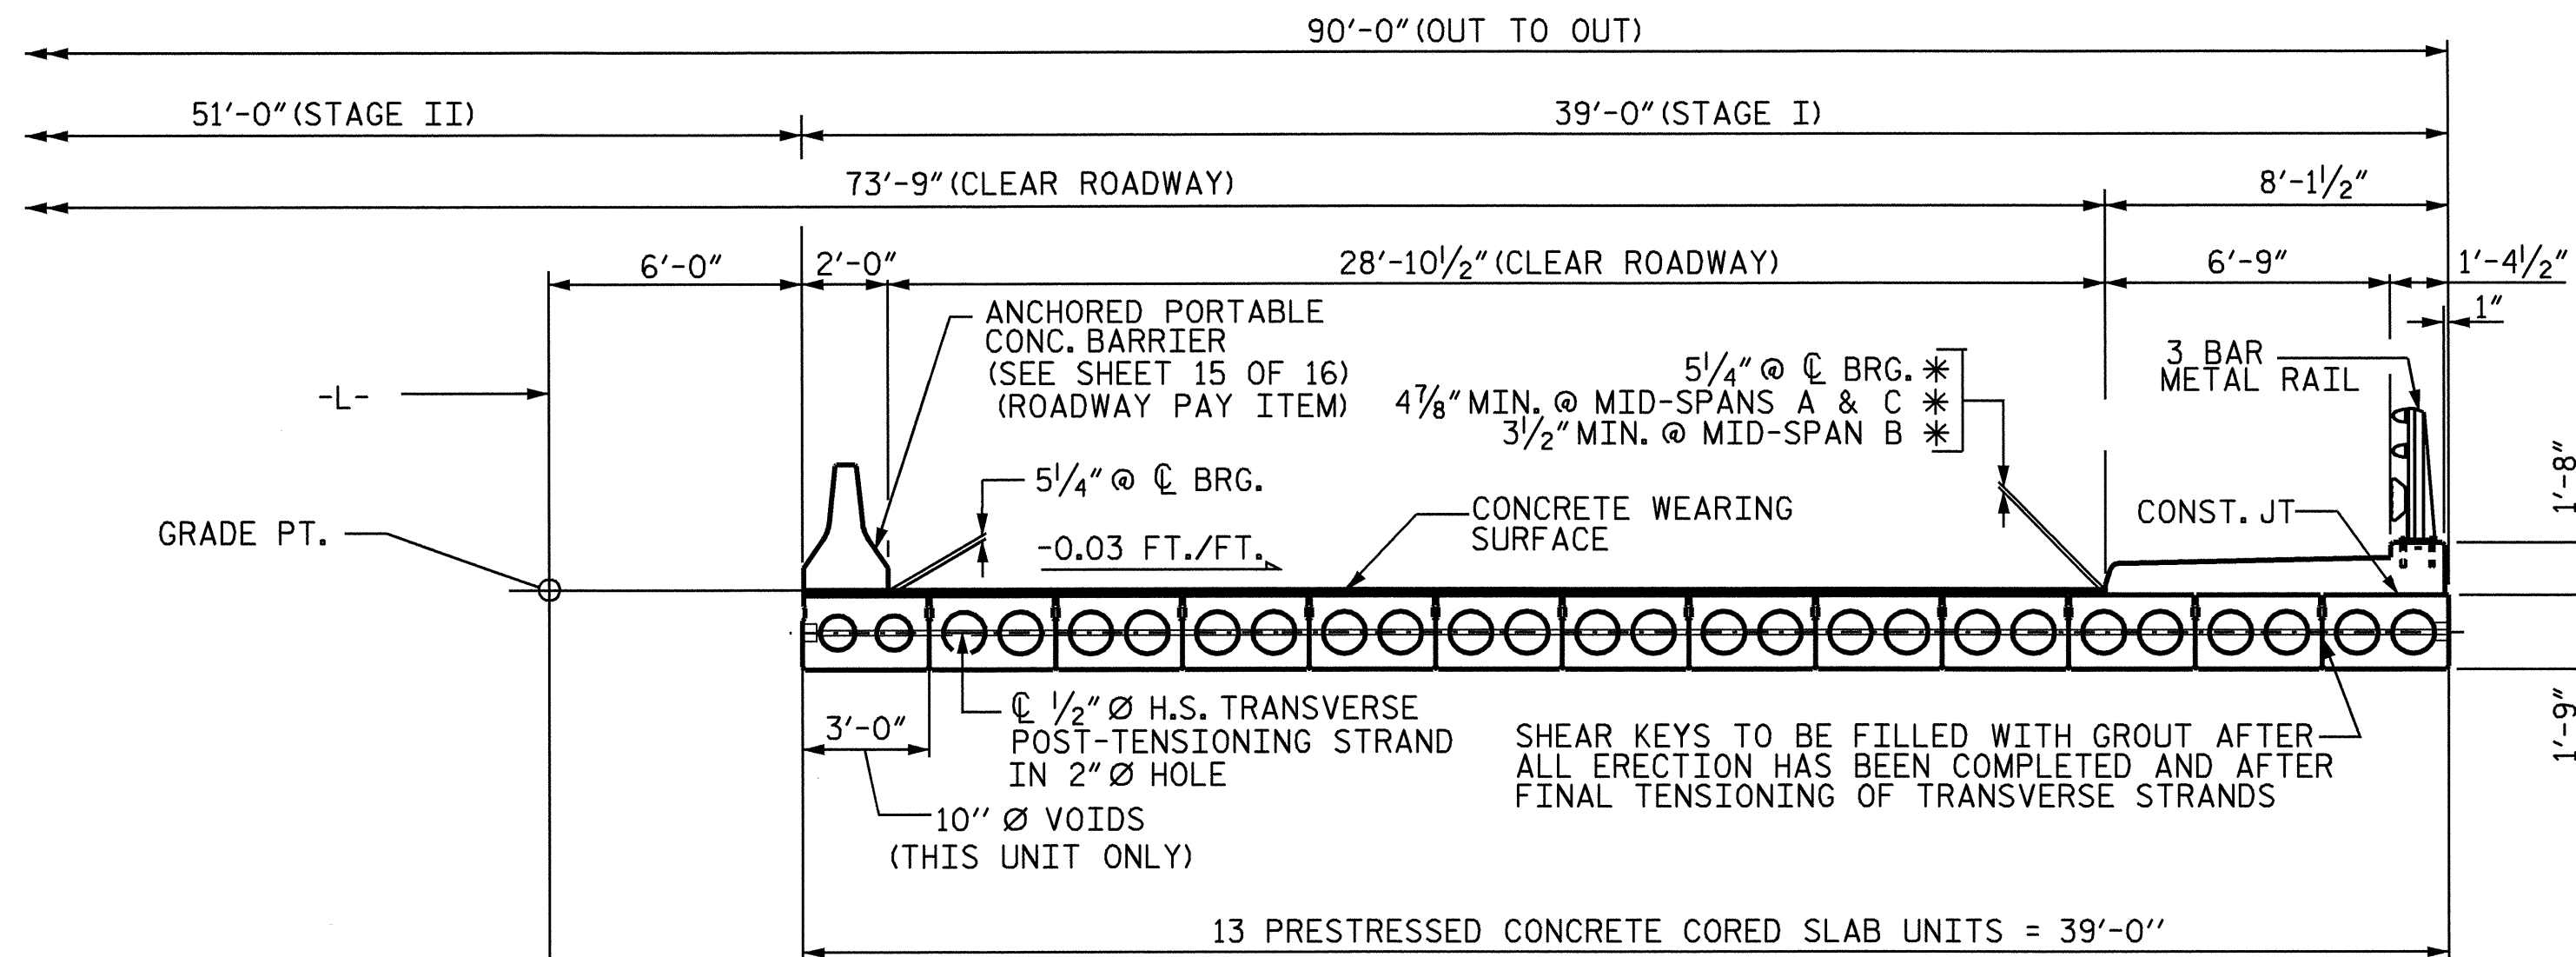 90'-0" (OUT TO OUT)
51'-0" (STAGE II)
39'-0" (STAGE I)
73'-9" (CLEAR ROADWAY)
8'-1½"
6'-0"
2'-0"
28'-10½" (CLEAR ROADWAY)
6'-9"
1'-4½"
1"
ANCHORED PORTABLE
CONC. BARRIER
(SEE SHEET 15 OF 16)
(ROADWAY PAY ITEM)
5¼" @ ℄ BRG. *
4⅞" MIN. @ MID-SPANS A & C *
3½" MIN. @ MID-SPAN B *
3 BAR
METAL RAIL
-L-
5¼" @ ℄ BRG.
1'-8"
GRADE PT.
-0.03 FT./FT.
CONCRETE WEARING
SURFACE
CONST. JT
℄ ½" Ø H.S. TRANSVERSE
POST-TENSIONING STRAND
IN 2" Ø HOLE
3'-0"
10'' Ø VOIDS
(THIS UNIT ONLY)
SHEAR KEYS TO BE FILLED WITH GROUT AFTER
ALL ERECTION HAS BEEN COMPLETED AND AFTER
FINAL TENSIONING OF TRANSVERSE STRANDS
1'-9"
13 PRESTRESSED CONCRETE CORED SLAB UNITS = 39'-0''